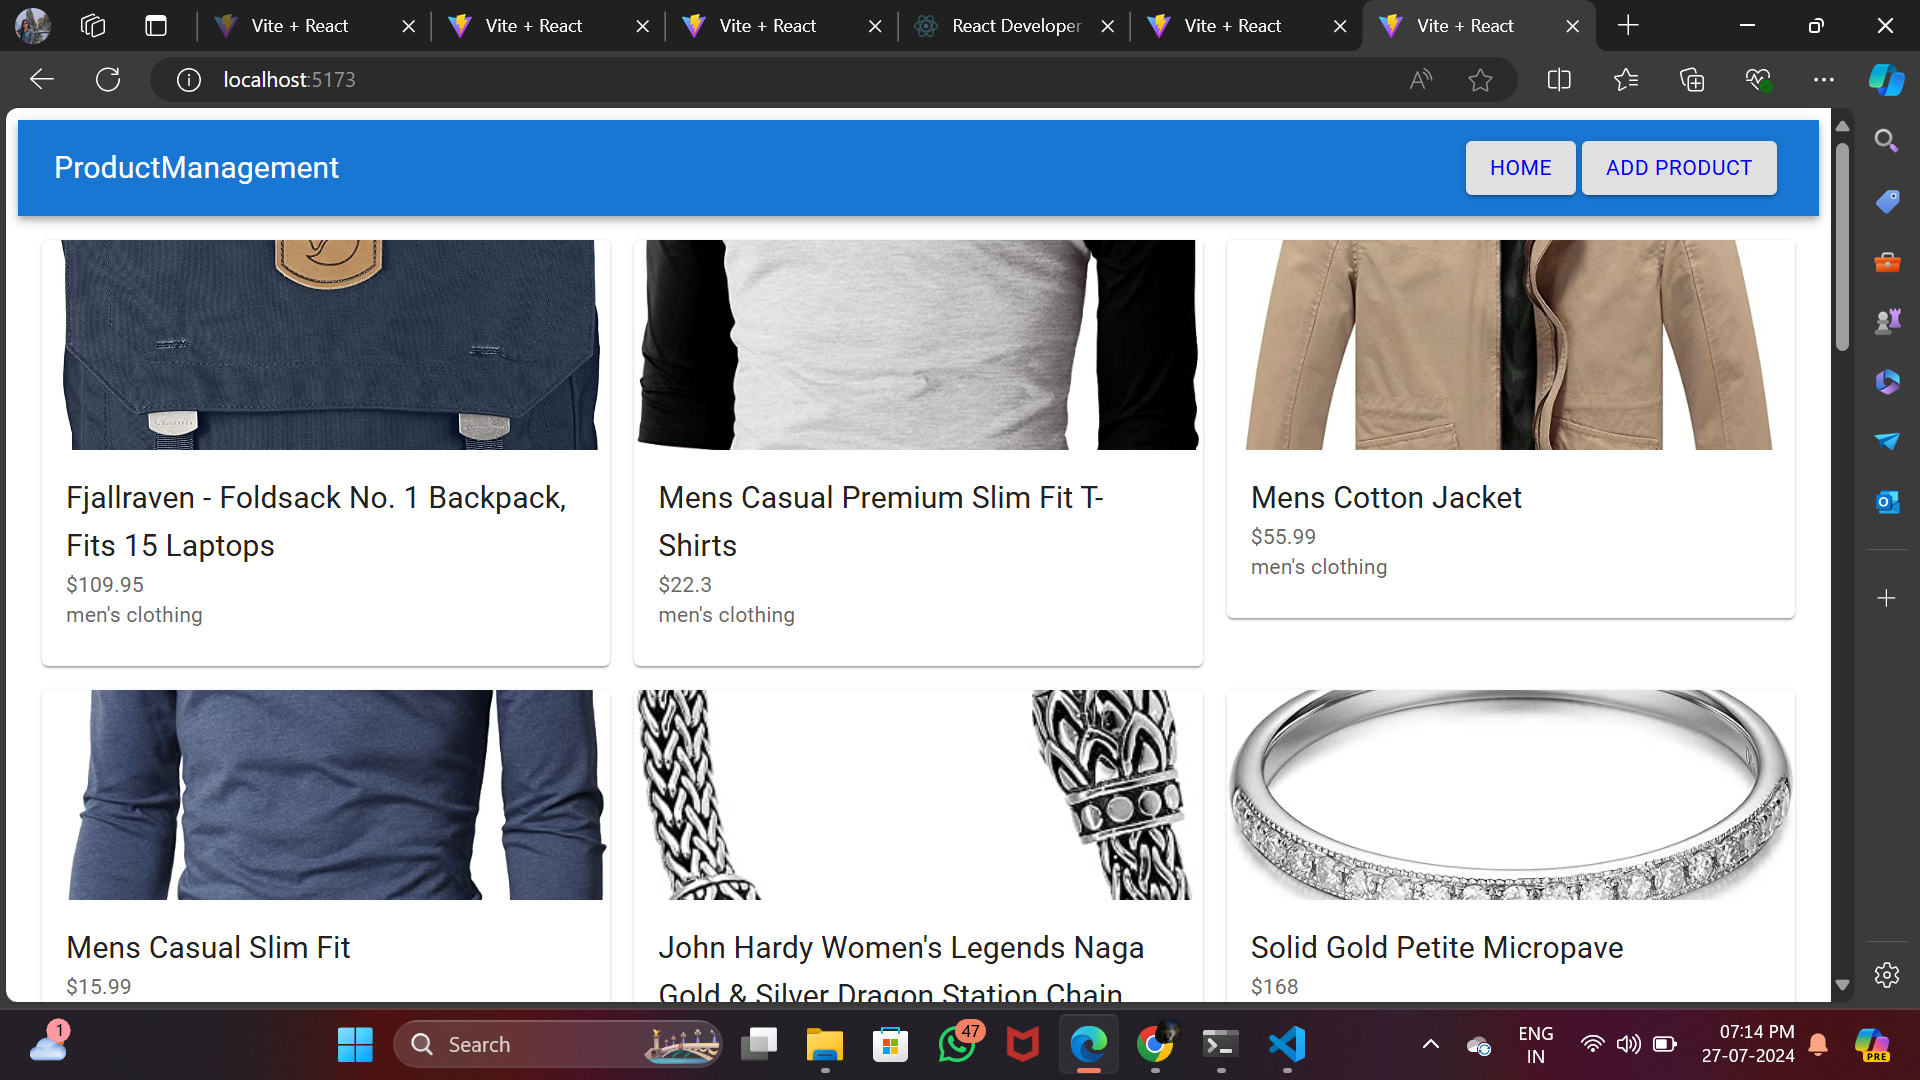 Vite + React
Vite + React
Vite + React
React Developer
Vite + React
Vite + React
localhost:5173
ProductManagement
HOME
ADD PRODUCT
Fjallraven - Foldsack No. 1 Backpack,
Fits 15 Laptops
$109.95
men's clothing
Mens Casual Premium Slim Fit T-
Shirts
$22.3
men's clothing
Mens Cotton Jacket
$55.99
men's clothing
Mens Casual Slim Fit
$15.99
John Hardy Women's Legends Naga
Gold & Silver Dragon Station Chain
Solid Gold Petite Micropave
$168
1
Search
47
ENG
IN
07:14 PM
27-07-2024
PRE